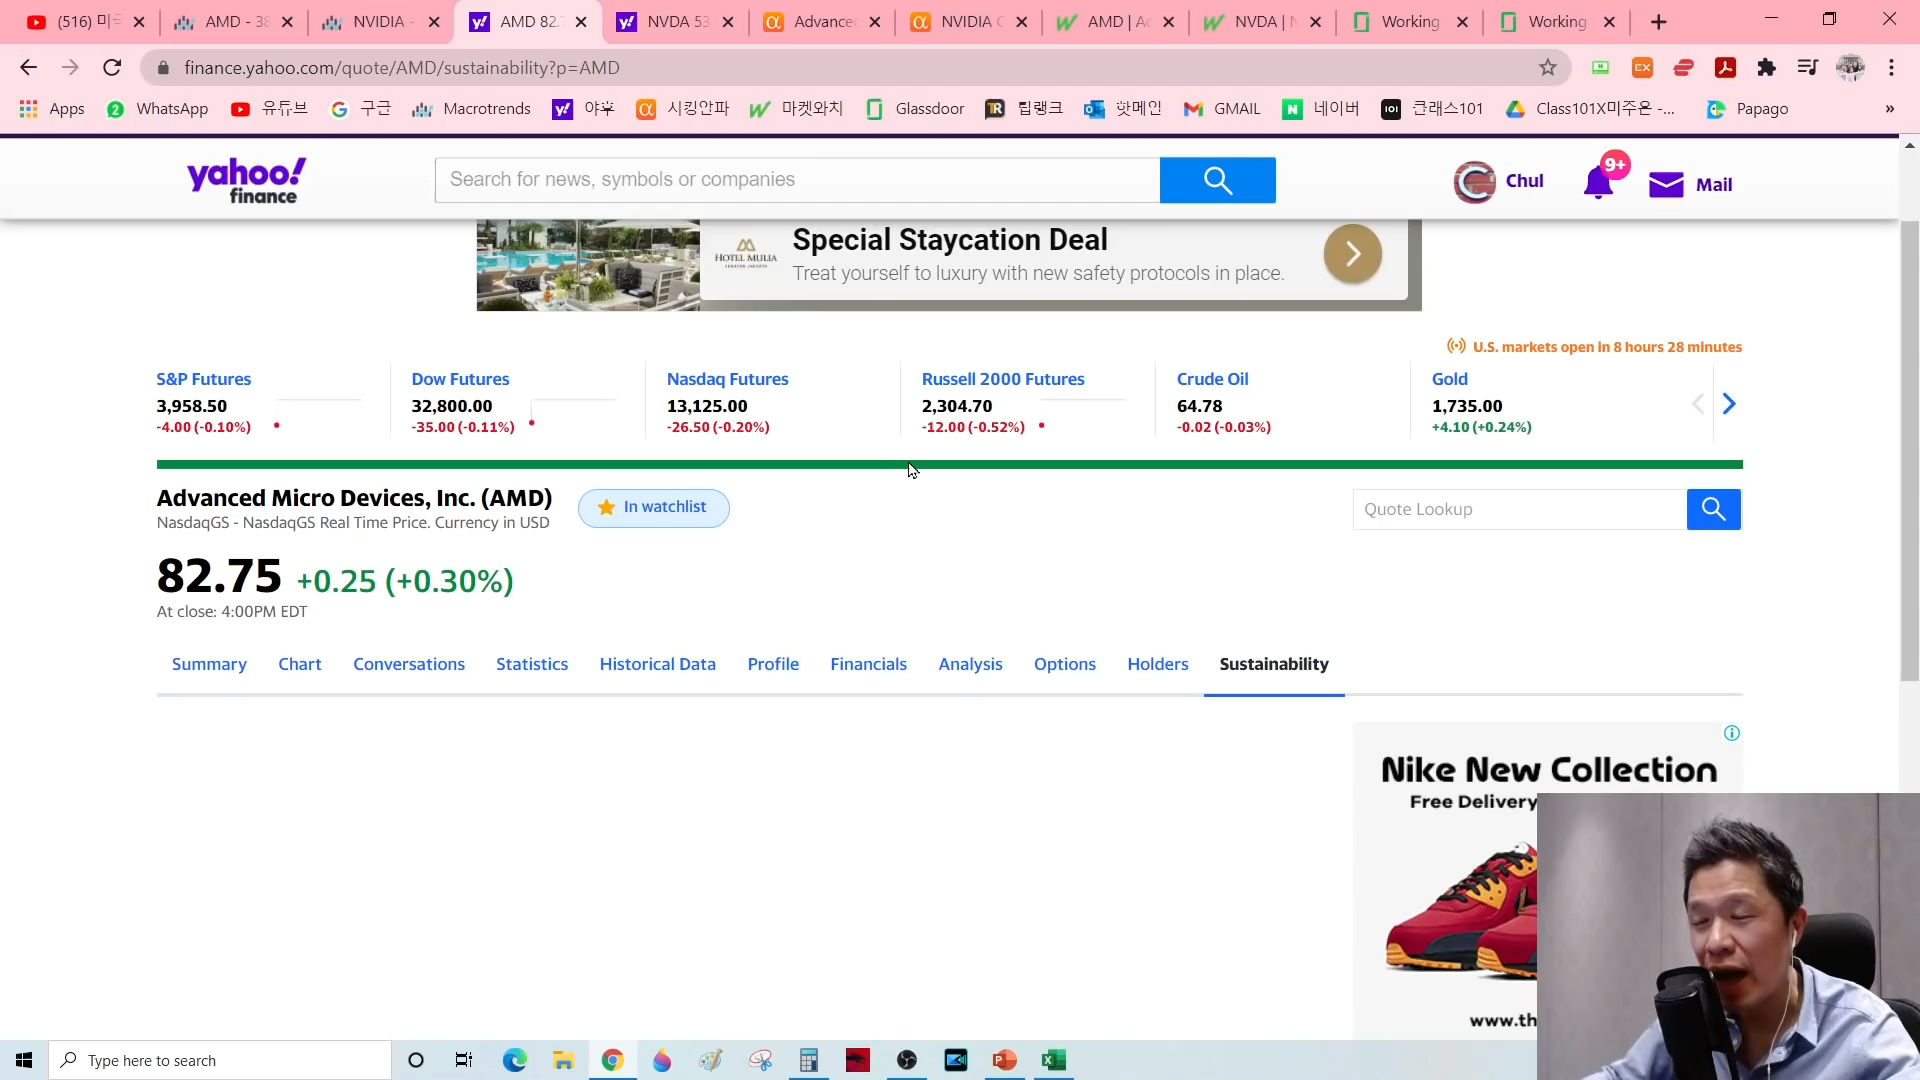 (516) 미국
AMD - 38
NVIDIA -
AMD 82.7
NVDA 53
Advanced
NVIDIA C
AMD | Ad
NVDA | N
Working
Working
finance.yahoo.com/quote/AMD/sustainability?p=AMD
Apps
WhatsApp
유튜브
구글
Macrotrends
야후
시킹알파
마켓와치
Glassdoor
팁랭크
핫메일
GMAIL
네이버
클래스101
Class101X미주은 -...
Papago
»
yahoo!
finance
Search for news, symbols or companies
Chul
9+
Mail
HOTEL MULIA
Special Staycation Deal
Treat yourself to luxury with new safety protocols in place.
U.S. markets open in 8 hours 28 minutes
S&P Futures
3,958.50
-4.00 (-0.10%)
Dow Futures
32,800.00
-35.00 (-0.11%)
Nasdaq Futures
13,125.00
-26.50 (-0.20%)
Russell 2000 Futures
2,304.70
-12.00 (-0.52%)
Crude Oil
64.78
-0.02 (-0.03%)
Gold
1,735.00
+4.10 (+0.24%)
Advanced Micro Devices, Inc. (AMD)
In watchlist
NasdaqGS - NasdaqGS Real Time Price. Currency in USD
Quote Lookup
82.75 +0.25 (+0.30%)
At close: 4:00PM EDT
Summary
Chart
Conversations
Statistics
Historical Data
Profile
Financials
Analysis
Options
Holders
Sustainability
Nike New Collection
Free Delivery
www.th
Type here to search